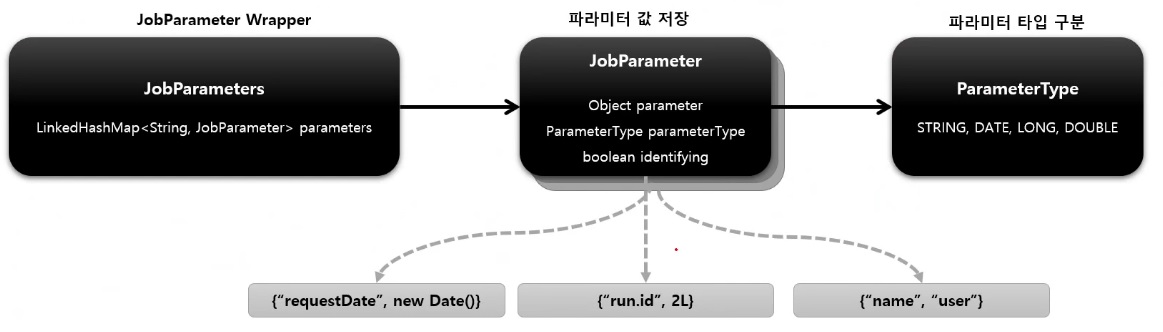 JobParameter Wrapper
파라미터 값 저장
파라미터 타입 구분
JobParameters
LinkedHashMap<String, JobParameter> parameters
JobParameter
Object parameter
ParameterType parameterType
boolean identifying
ParameterType
STRING, DATE, LONG, DOUBLE
{“requestDate”, new Date()}
{“run.id”, 2L}
{“name”, “user”}